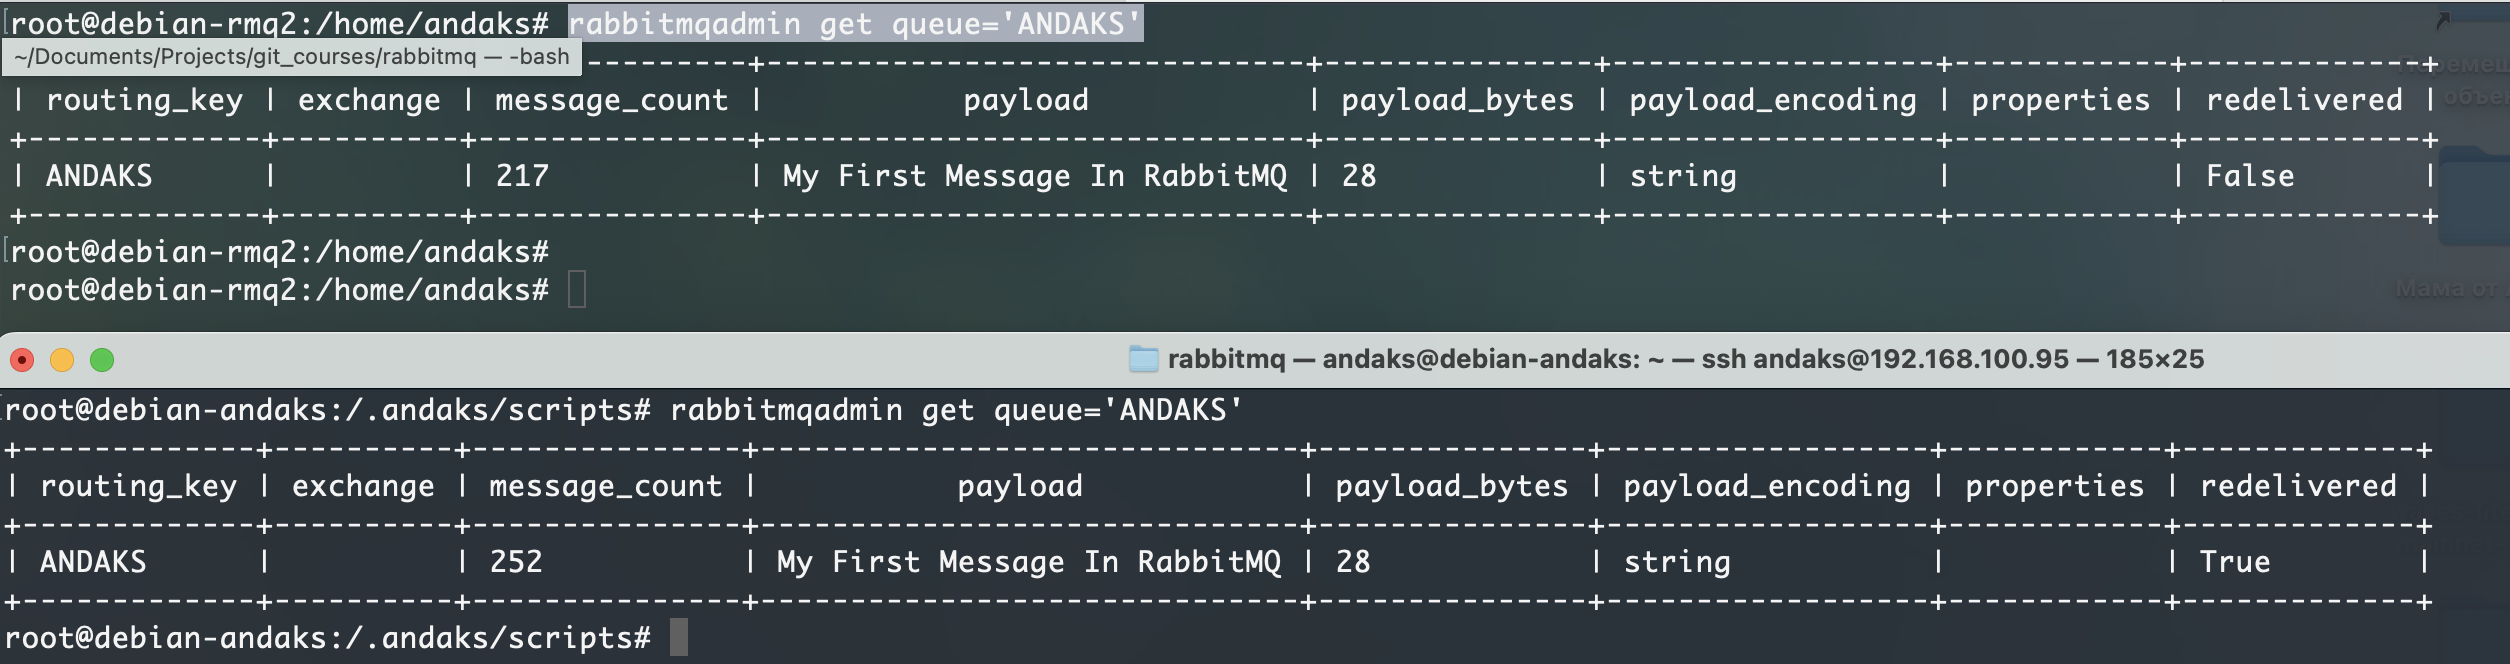 root@debian-rmq2:/home/andaks# rabbitmqadmin get queue='ANDAKS'
~/Documents/Projects/git_courses/rabbitmq — -bash
| routing_key | exchange | message_count | payload | payload_bytes | payload_encoding | properties | redelivered |
| ANDAKS | | 217 | My First Message In RabbitMQ | 28 | string | | False |
root@debian-rmq2:/home/andaks#
root@debian-rmq2:/home/andaks#
Мама от
rabbitmq — andaks@debian-andaks: ~ — ssh andaks@192.168.100.95 — 185×25
root@debian-andaks:/.andaks/scripts# rabbitmqadmin get queue='ANDAKS'
| routing_key | exchange | message_count | payload | payload_bytes | payload_encoding | properties | redelivered |
| ANDAKS | | 252 | My First Message In RabbitMQ | 28 | string | | True |
root@debian-andaks:/.andaks/scripts#